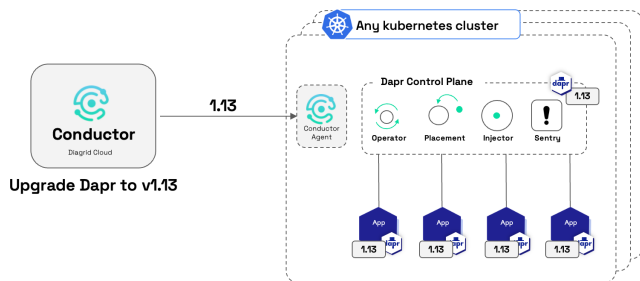 Any kubernetes cluster
Dapr Control Plane
dapr
1.13
1.13
Conductor
Diagrid Cloud
Upgrade Dapr to v1.13
Conductor
Agent
Operator
Placement
Injector
Sentry
App
App
App
App
1.13
dapr
1.13
dapr
1.13
dapr
1.13
dapr